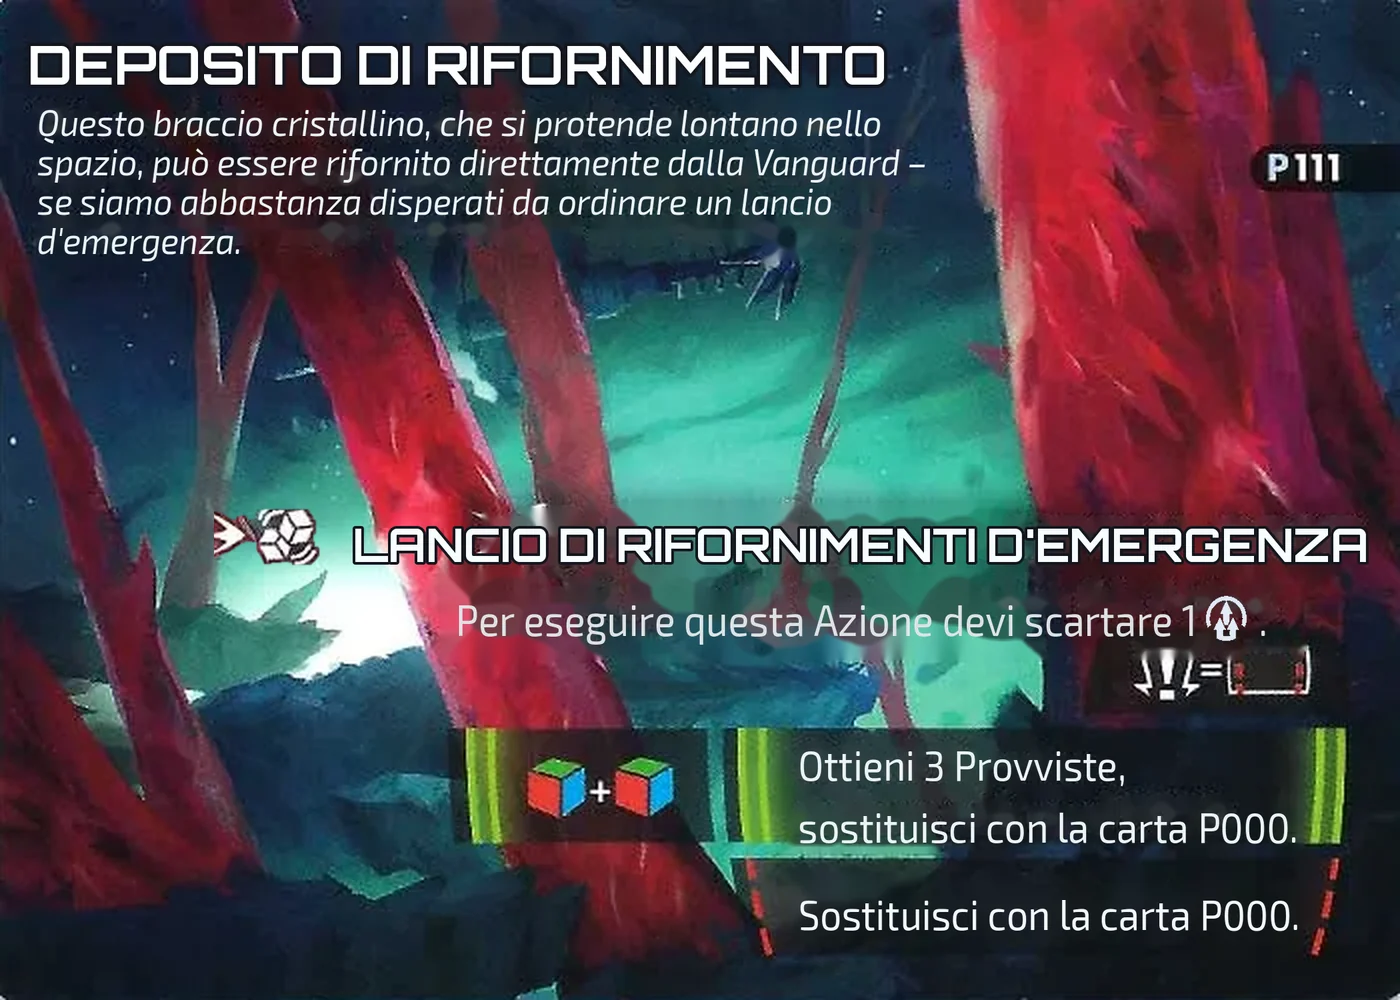 DEPOSITO DI RIFORNIMENTO
Questo braccio cristallino, che si protende lontano nello
spazio, può essere rifornito direttamente dalla Vanguard –
se siamo abbastanza disperati da ordinare un lancio
d'emergenza.
P111
LANCIO DI RIFORNIMENTI D'EMERGENZA
Per eseguire questa Azione devi scartare 1 .
! =
+
Ottieni 3 Provviste,
sostituisci con la carta P000.
Sostituisci con la carta P000.